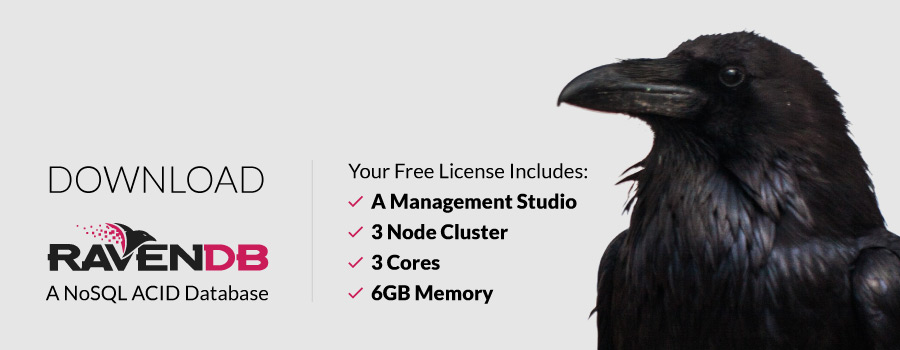 DOWNLOAD
RAVENDB
A NoSQL ACID Database
Your Free License Includes:
A Management Studio
3 Node Cluster
3 Cores
6GB Memory